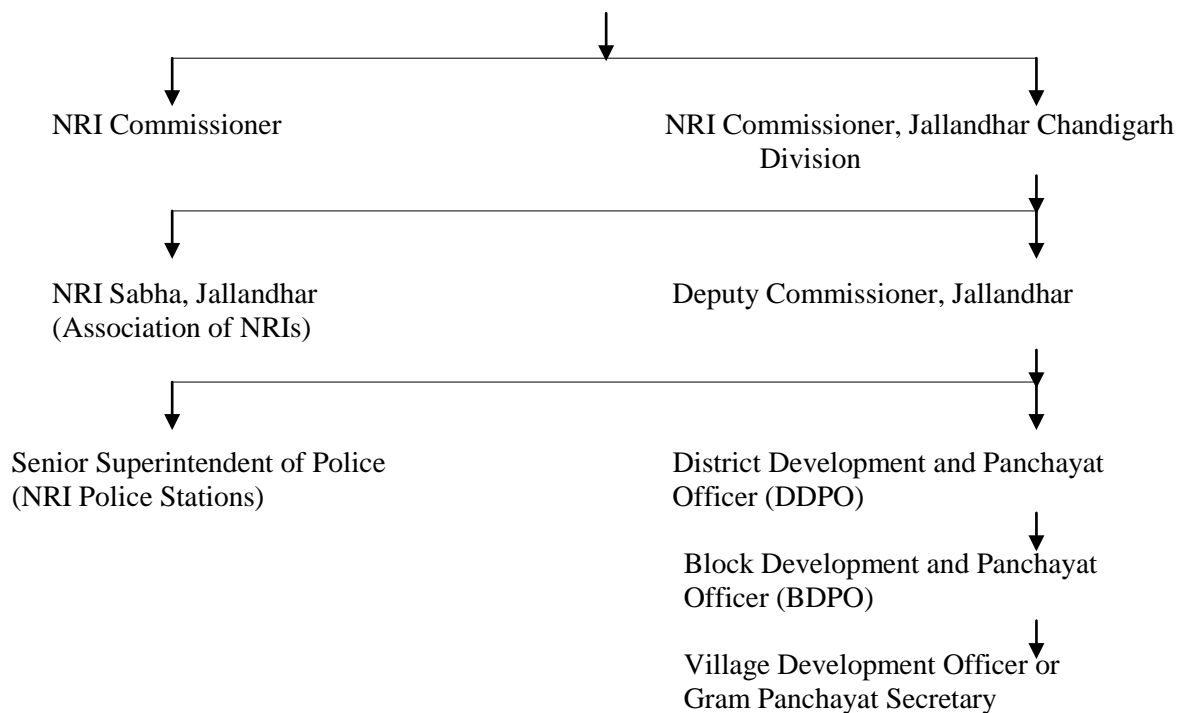 NRI Commissioner
NRI Commissioner, Jallandhar Chandigarh
Division
NRI Sabha, Jallandhar
(Association of NRIs)
Deputy Commissioner, Jallandhar
Senior Superintendent of Police
(NRI Police Stations)
District Development and Panchayat
Officer (DDPO)
Block Development and Panchayat
Officer (BDPO)
Village Development Officer or
Gram Panchayat Secretary